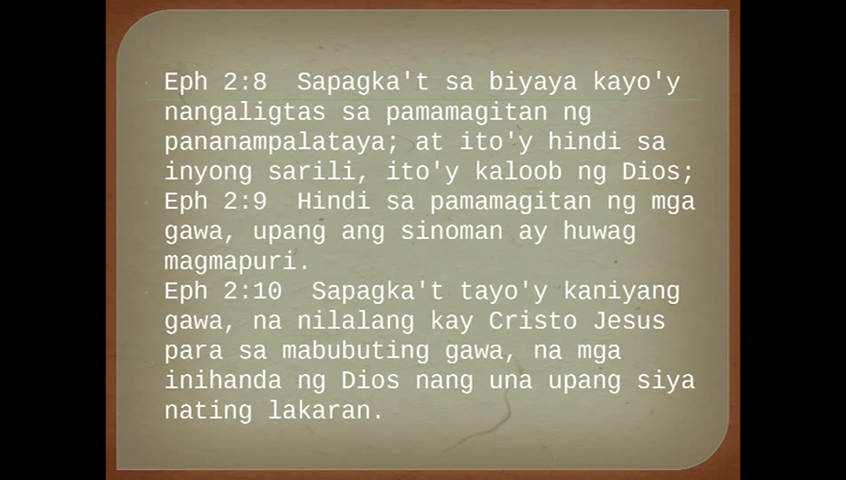 Eph 2:8  Sapagka't sa biyaya kayo'y
nangaligtas sa pamamagitan ng
pananampalataya; at ito'y hindi sa
inyong sarili, ito'y kaloob ng Dios;
Eph 2:9  Hindi sa pamamagitan ng mga
gawa, upang ang sinoman ay huwag
magmapuri.
Eph 2:10  Sapagka't tayo'y kaniyang
gawa, na nilalang kay Cristo Jesus
para sa mabubuting gawa, na mga
inihanda ng Dios nang una upang siya
nating lakaran.